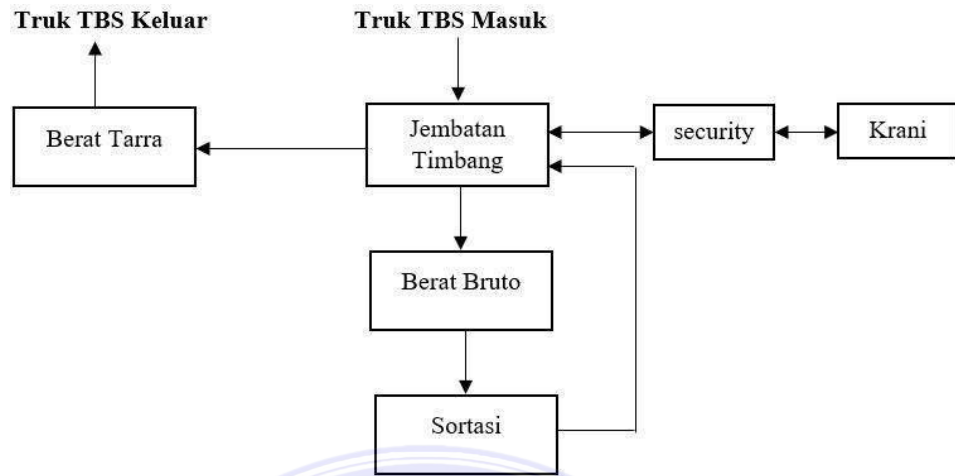 Truk TBS Keluar
Truk TBS Masuk
Berat Tarra
Jembatan
Timbang
security
Krani
Berat Bruto
Sortasi